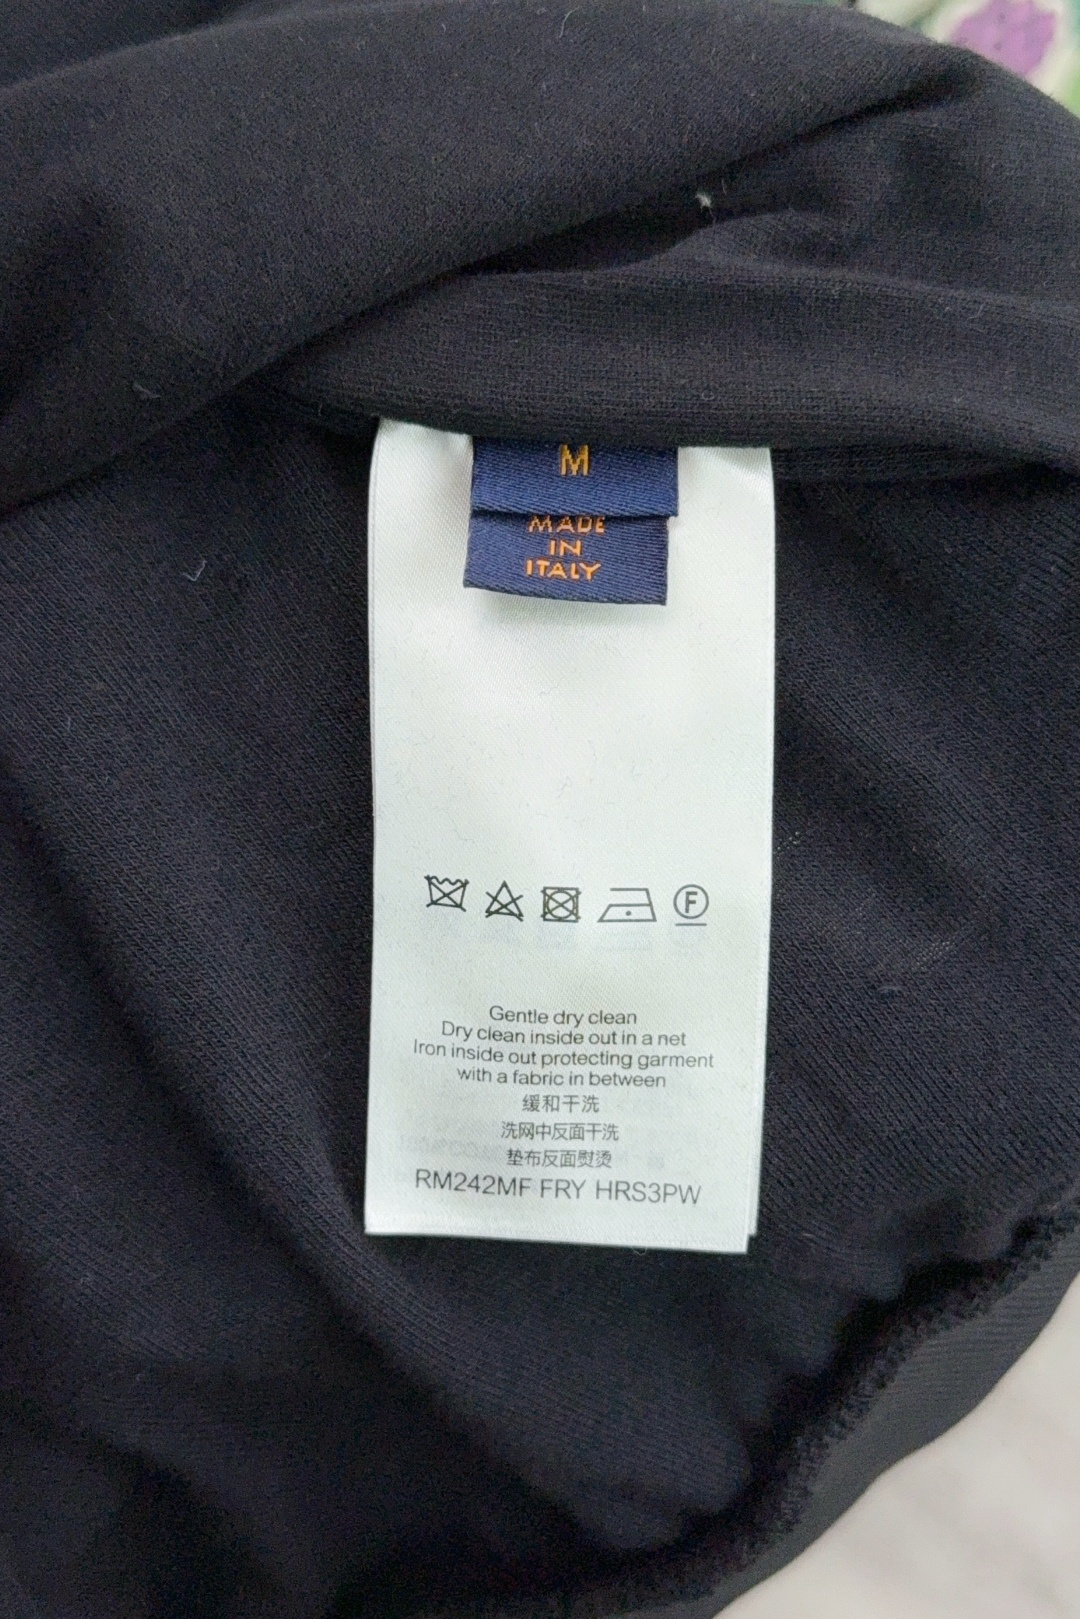 M
MADE
IN
ITALY
F
Gentle dry clean
Dry clean inside out in a net
Iron inside out protecting garment
with a fabric in between
缓和干洗
洗网中反面干洗
垫布反面熨烫
RM242MF FRY HRS3PW